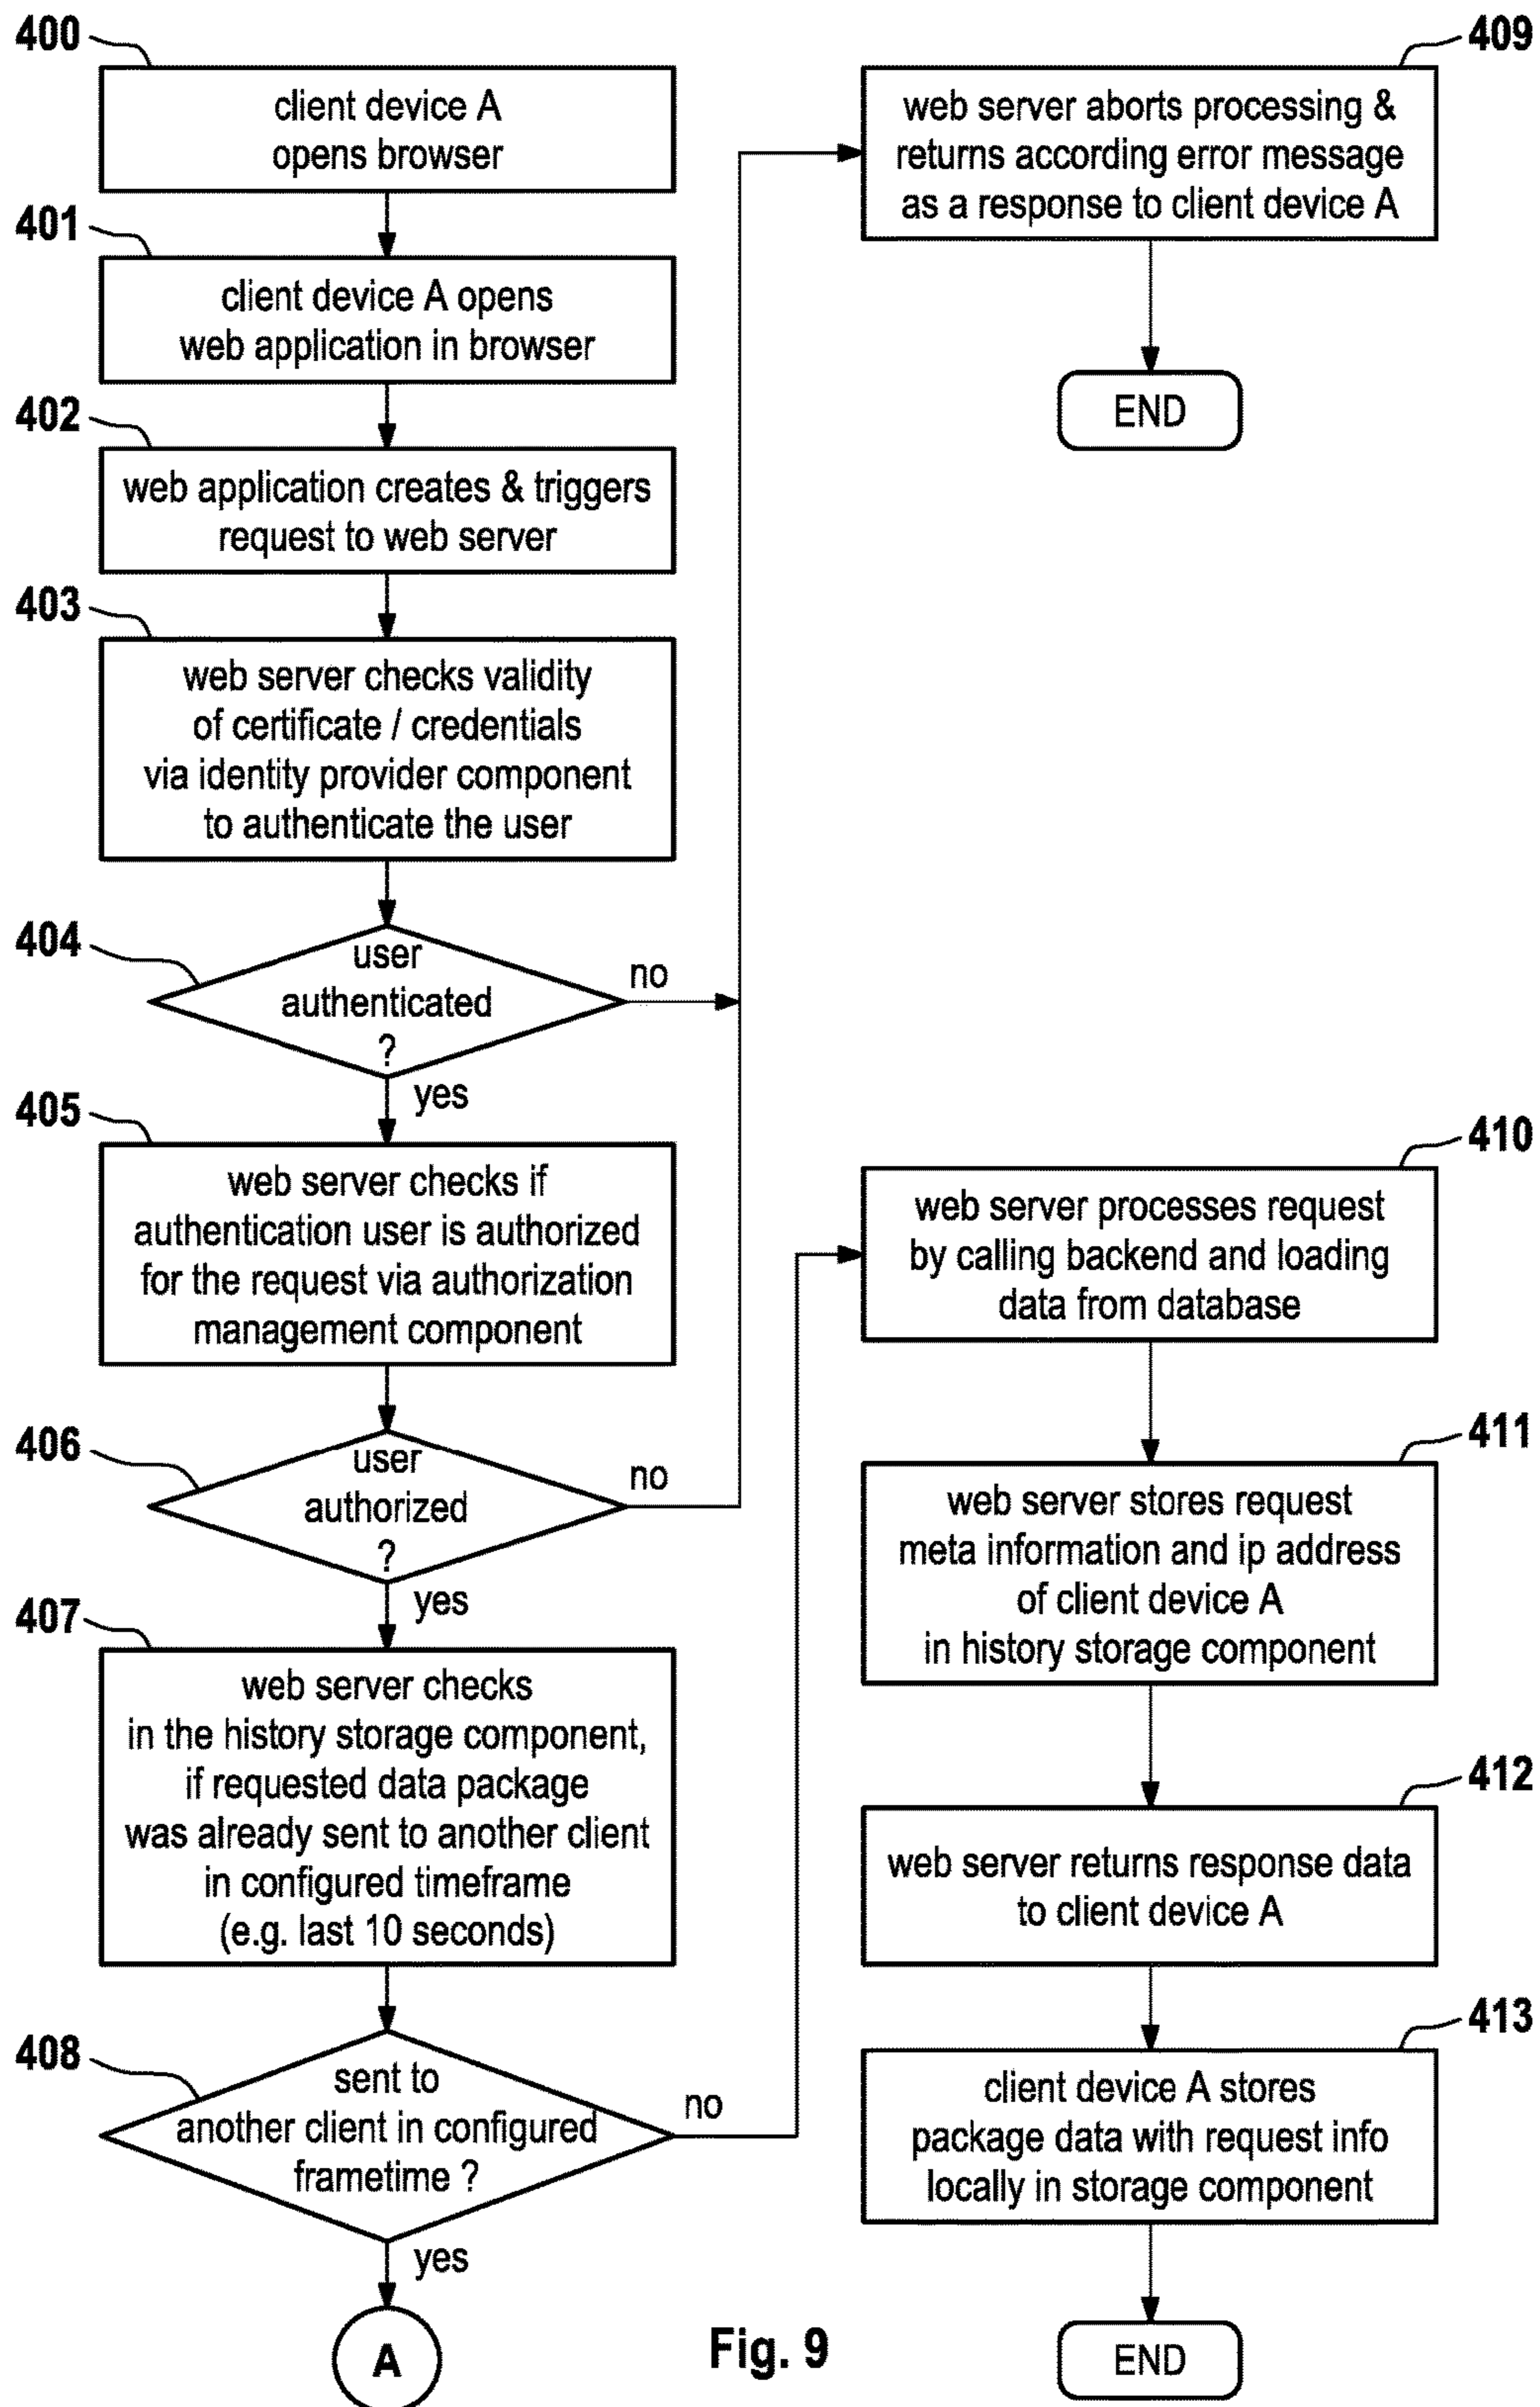 400
client device A
opens browser
401
client device A opens
web application in browser
402
web application creates & triggers
request to web server
403
web server checks validity
of certificate / credentials
via identity provider component
to authenticate the user
404
user
authenticated
?
no
yes
405
web server checks if
authentication user is authorized
for the request via authorization
management component
406
user
authorized
?
no
yes
407
web server checks
in the history storage component,
if requested data package
was already sent to another client
in configured timeframe
(e.g. last 10 seconds)
408
sent to
another client in configured
frametime ?
no
yes
A
409
web server aborts processing &
returns according error message
as a response to client device A
END
410
web server processes request
by calling backend and loading
data from database
411
web server stores request
meta information and ip address
of client device A
in history storage component
412
web server returns response data
to client device A
413
client device A stores
package data with request info
locally in storage component
END
Fig. 9